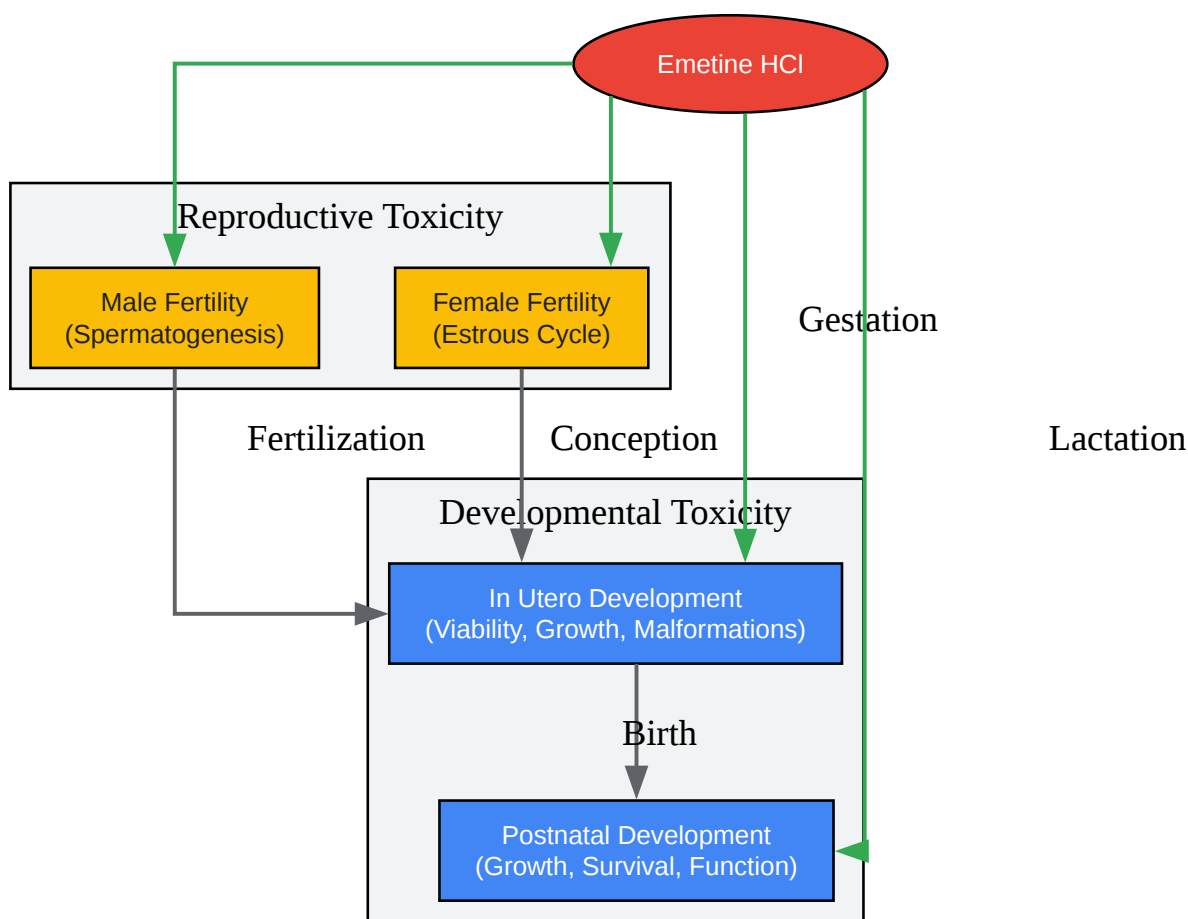 Emetine HCl
Reproductive Toxicity
Male Fertility
(Spermatogenesis)
Female Fertility
(Estrous Cycle)
Gestation
Fertilization
Conception
Lactation
Developmental Toxicity
In Utero Development
(Viability, Growth, Malformations)
Birth
Postnatal Development
(Growth, Survival, Function)